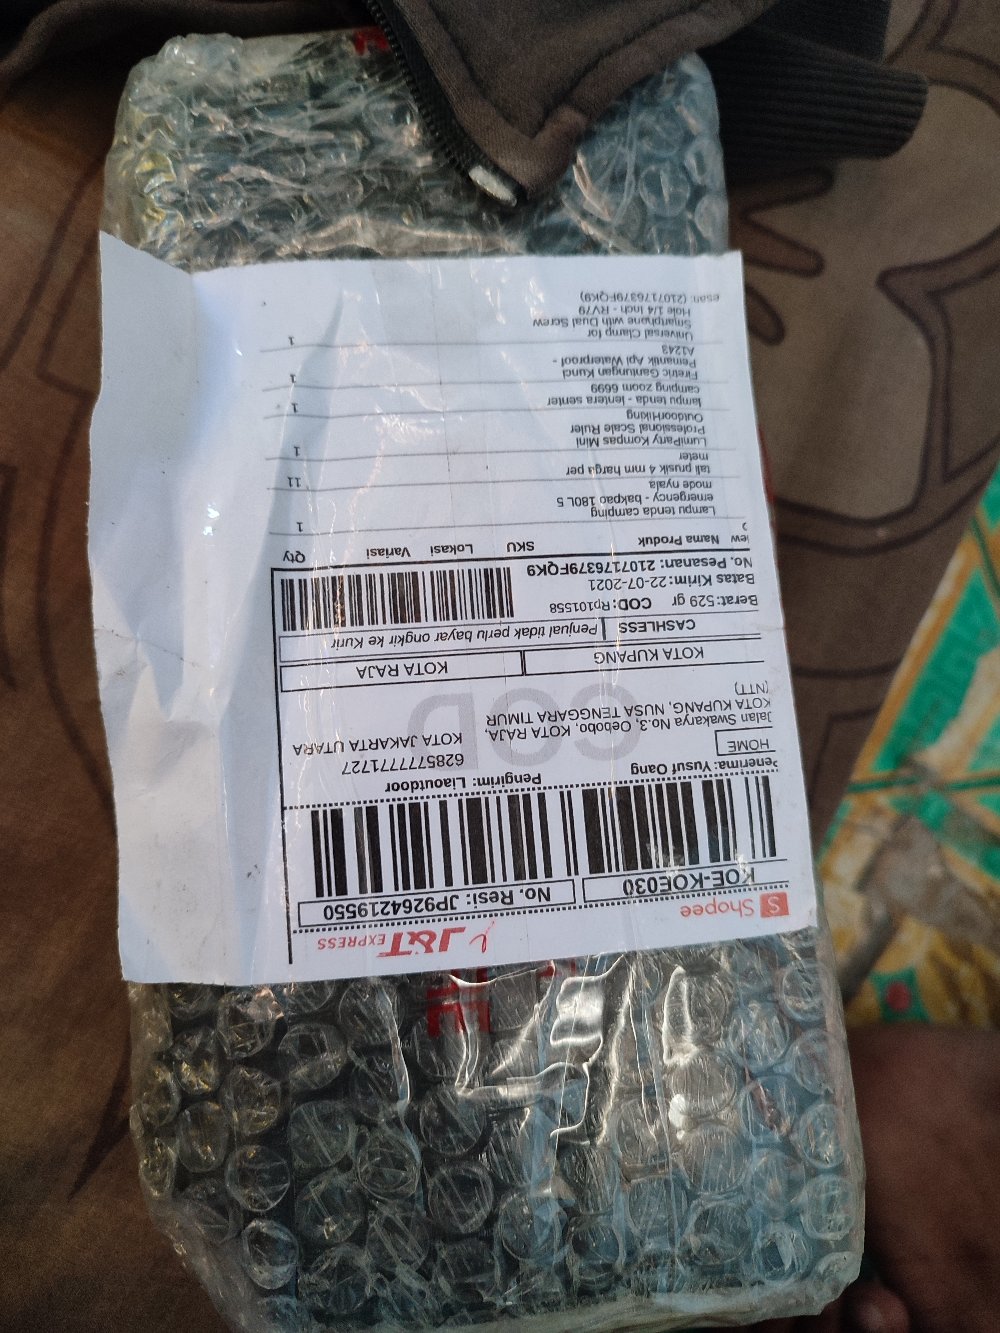 Shopee
J&T EXPRESS
KOE-KOE030
No. Resi: JP9264219550
Penerima: Yusuf Oang
Pengirim: Liaoutdoor
HOME
6285777771727
KOTA JAKARTA UTARA
Jalan Swakarya No.3, Oebobo, KOTA RAJA,
KOTA KUPANG, NUSA TENGGARA TIMUR
(NTT)
COD
KOTA KUPANG
KOTA RAJA
CASHLESS
Penjual tidak perlu bayar ongkir ke Kurir
Berat:529 gr COD:Rp101558
Batas Kirim:22-07-2021
No. Pesanan: 2107176379FQK9
Nama Produk SKU Lokasi Variasi Qty
Lampu tenda camping 1
emergency - bakpao 180L 5
mode nyala
tali prusik 4 mm harga per 11
meter
LumiParty Kompas Mini 1
Professional Scale Ruler
OutdoorHiking
lampu tenda - lentera senter 1
camping zoom 6699
Firetric Gantungan Kunci 1
Pemantik Api Waterproof -
A1243
Universal Clamp for 1
Smartphone with Dual Screw
Hole 1/4 Inch - RV79
esan: (2107176379FQK9)